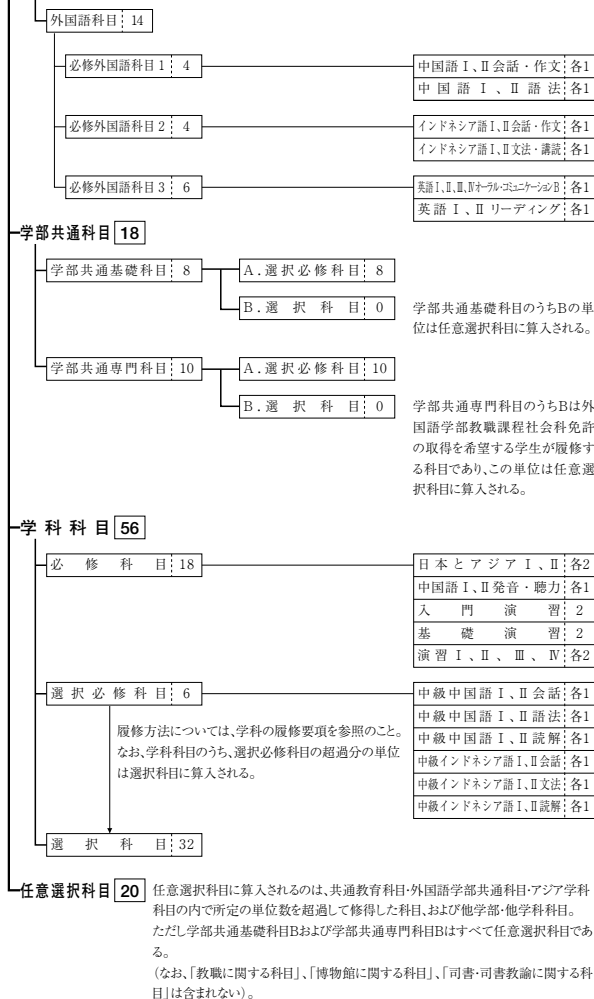 外国語科目 14
必修外国語科目1 4
中国語Ⅰ、Ⅱ会話・作文 各1
中国語Ⅰ、Ⅱ語法 各1
必修外国語科目2 4
インドネシア語Ⅰ、Ⅱ会話・作文 各1
インドネシア語Ⅰ、Ⅱ文法・講読 各1
必修外国語科目3 6
英語Ⅰ、Ⅱ、Ⅲ、Ⅳオーラル・コミュニケーションB 各1
英語Ⅰ、Ⅱリーディング 各1
学部共通科目 18
学部共通基礎科目 8
A.選択必修科目 8
B.選択科目 0
学部共通基礎科目のうちBの単
位は任意選択科目に算入される。
学部共通専門科目 10
A.選択必修科目 10
B.選択科目 0
学部共通専門科目のうちBは外
国語学部教職課程社会科免許
の取得を希望する学生が履修す
る科目であり、この単位は任意選
択科目に算入される。
学科科目 56
必修科目 18
日本とアジアⅠ、Ⅱ 各2
中国語Ⅰ、Ⅱ発音・聴力 各1
入門演習 2
基礎演習 2
演習Ⅰ、Ⅱ、Ⅲ、Ⅳ 各2
選択必修科目 6
中級中国語Ⅰ、Ⅱ会話 各1
中級中国語Ⅰ、Ⅱ語法 各1
中級中国語Ⅰ、Ⅱ読解 各1
中級インドネシア語Ⅰ、Ⅱ会話 各1
中級インドネシア語Ⅰ、Ⅱ文法 各1
中級インドネシア語Ⅰ、Ⅱ読解 各1
履修方法については、学科の履修要項を参照のこと。
なお、学科科目のうち、選択必修科目の超過分の単位
は選択科目に算入される。
選択科目 32
任意選択科目 20
任意選択科目に算入されるのは、共通教育科目・外国語学部共通科目・アジア学科
科目の内で所定の単位数を超過して修得した科目、および他学部・他学科科目。
ただし学部共通基礎科目Bおよび学部共通専門科目Bはすべて任意選択科目であ
る。
(なお、「教職に関する科目」、「博物館に関する科目」、「司書・司書教諭に関する科
目」は含まれない)。